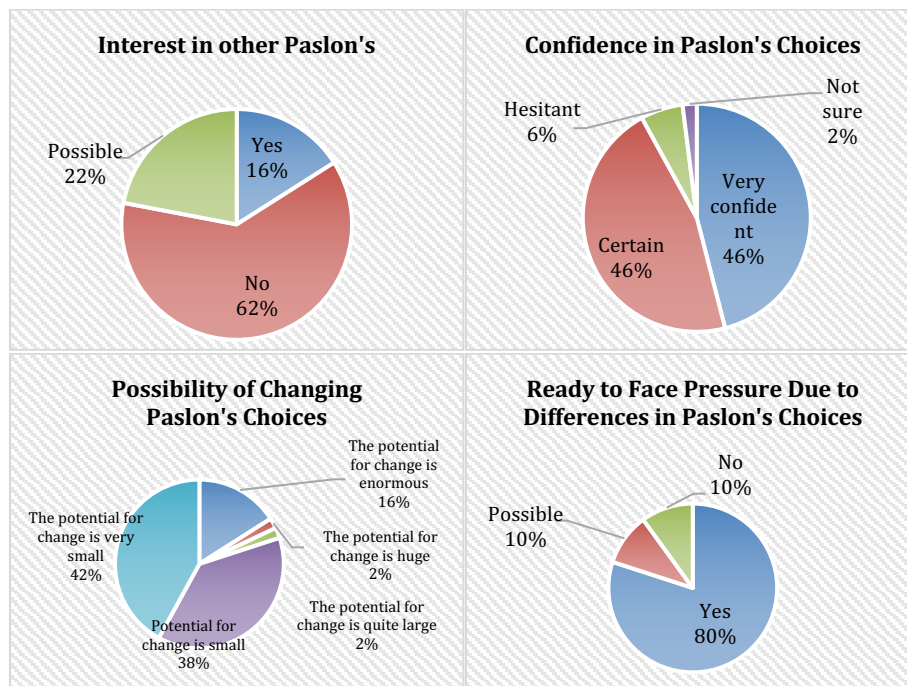 Interest in other Paslon's
Yes
16%
Possible
22%
No
62%
Confidence in Paslon's Choices
Not
sure
2%
Hesitant
6%
Very
confide
nt
46%
Certain
46%
Possibility of Changing
Paslon's Choices
The potential
for change is
enormous
16%
The potential for
change is very
small
42%
The potential for
change is huge
2%
The potential for
change is quite large
2%
Potential for
change is small
38%
Ready to Face Pressure Due to
Differences in Paslon's Choices
No
10%
Possible
10%
Yes
80%